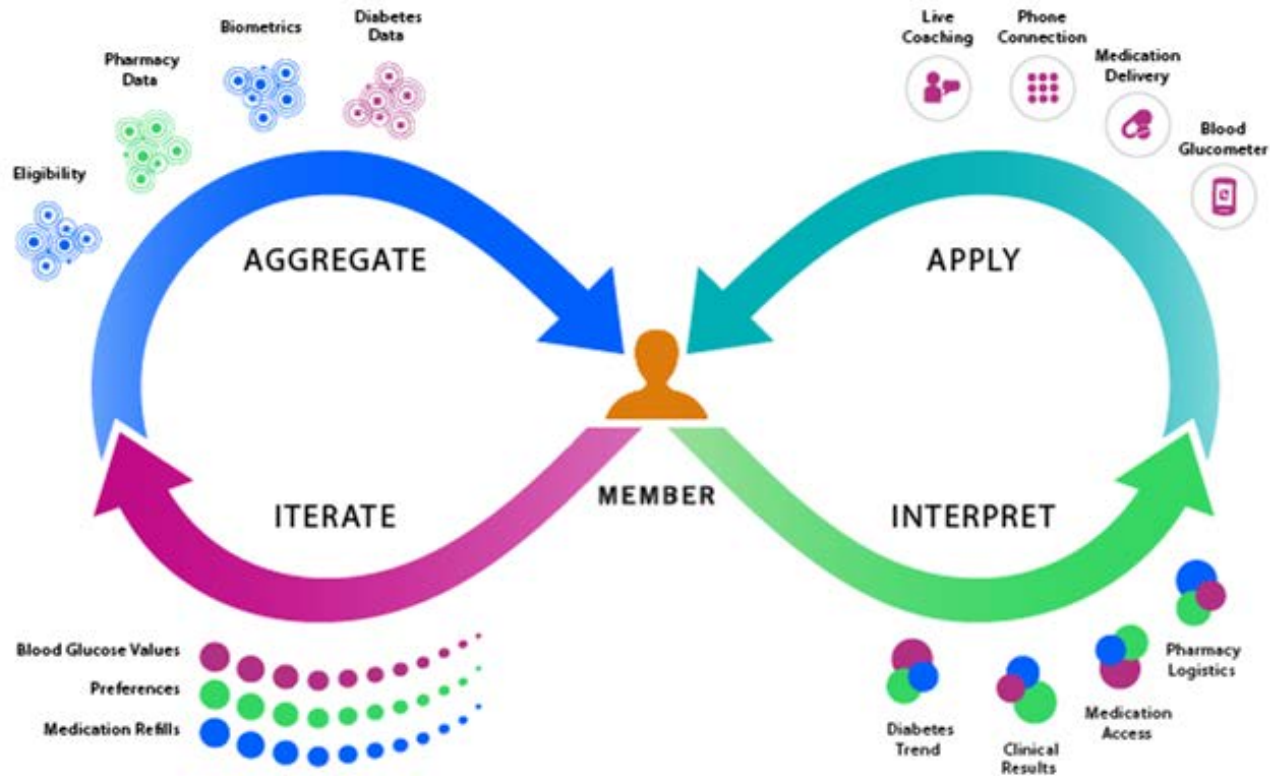 Eligibility
Pharmacy
Data
Biometrics
Diabetes
Data
Live
Coaching
Phone
Connection
Medication
Delivery
Blood
Glucometer
AGGREGATE
APPLY
MEMBER
ITERATE
INTERPRET
Blood Glucose Values
Preferences
Medication Refills
Diabetes
Trend
Clinical
Results
Medication
Access
Pharmacy
Logistics